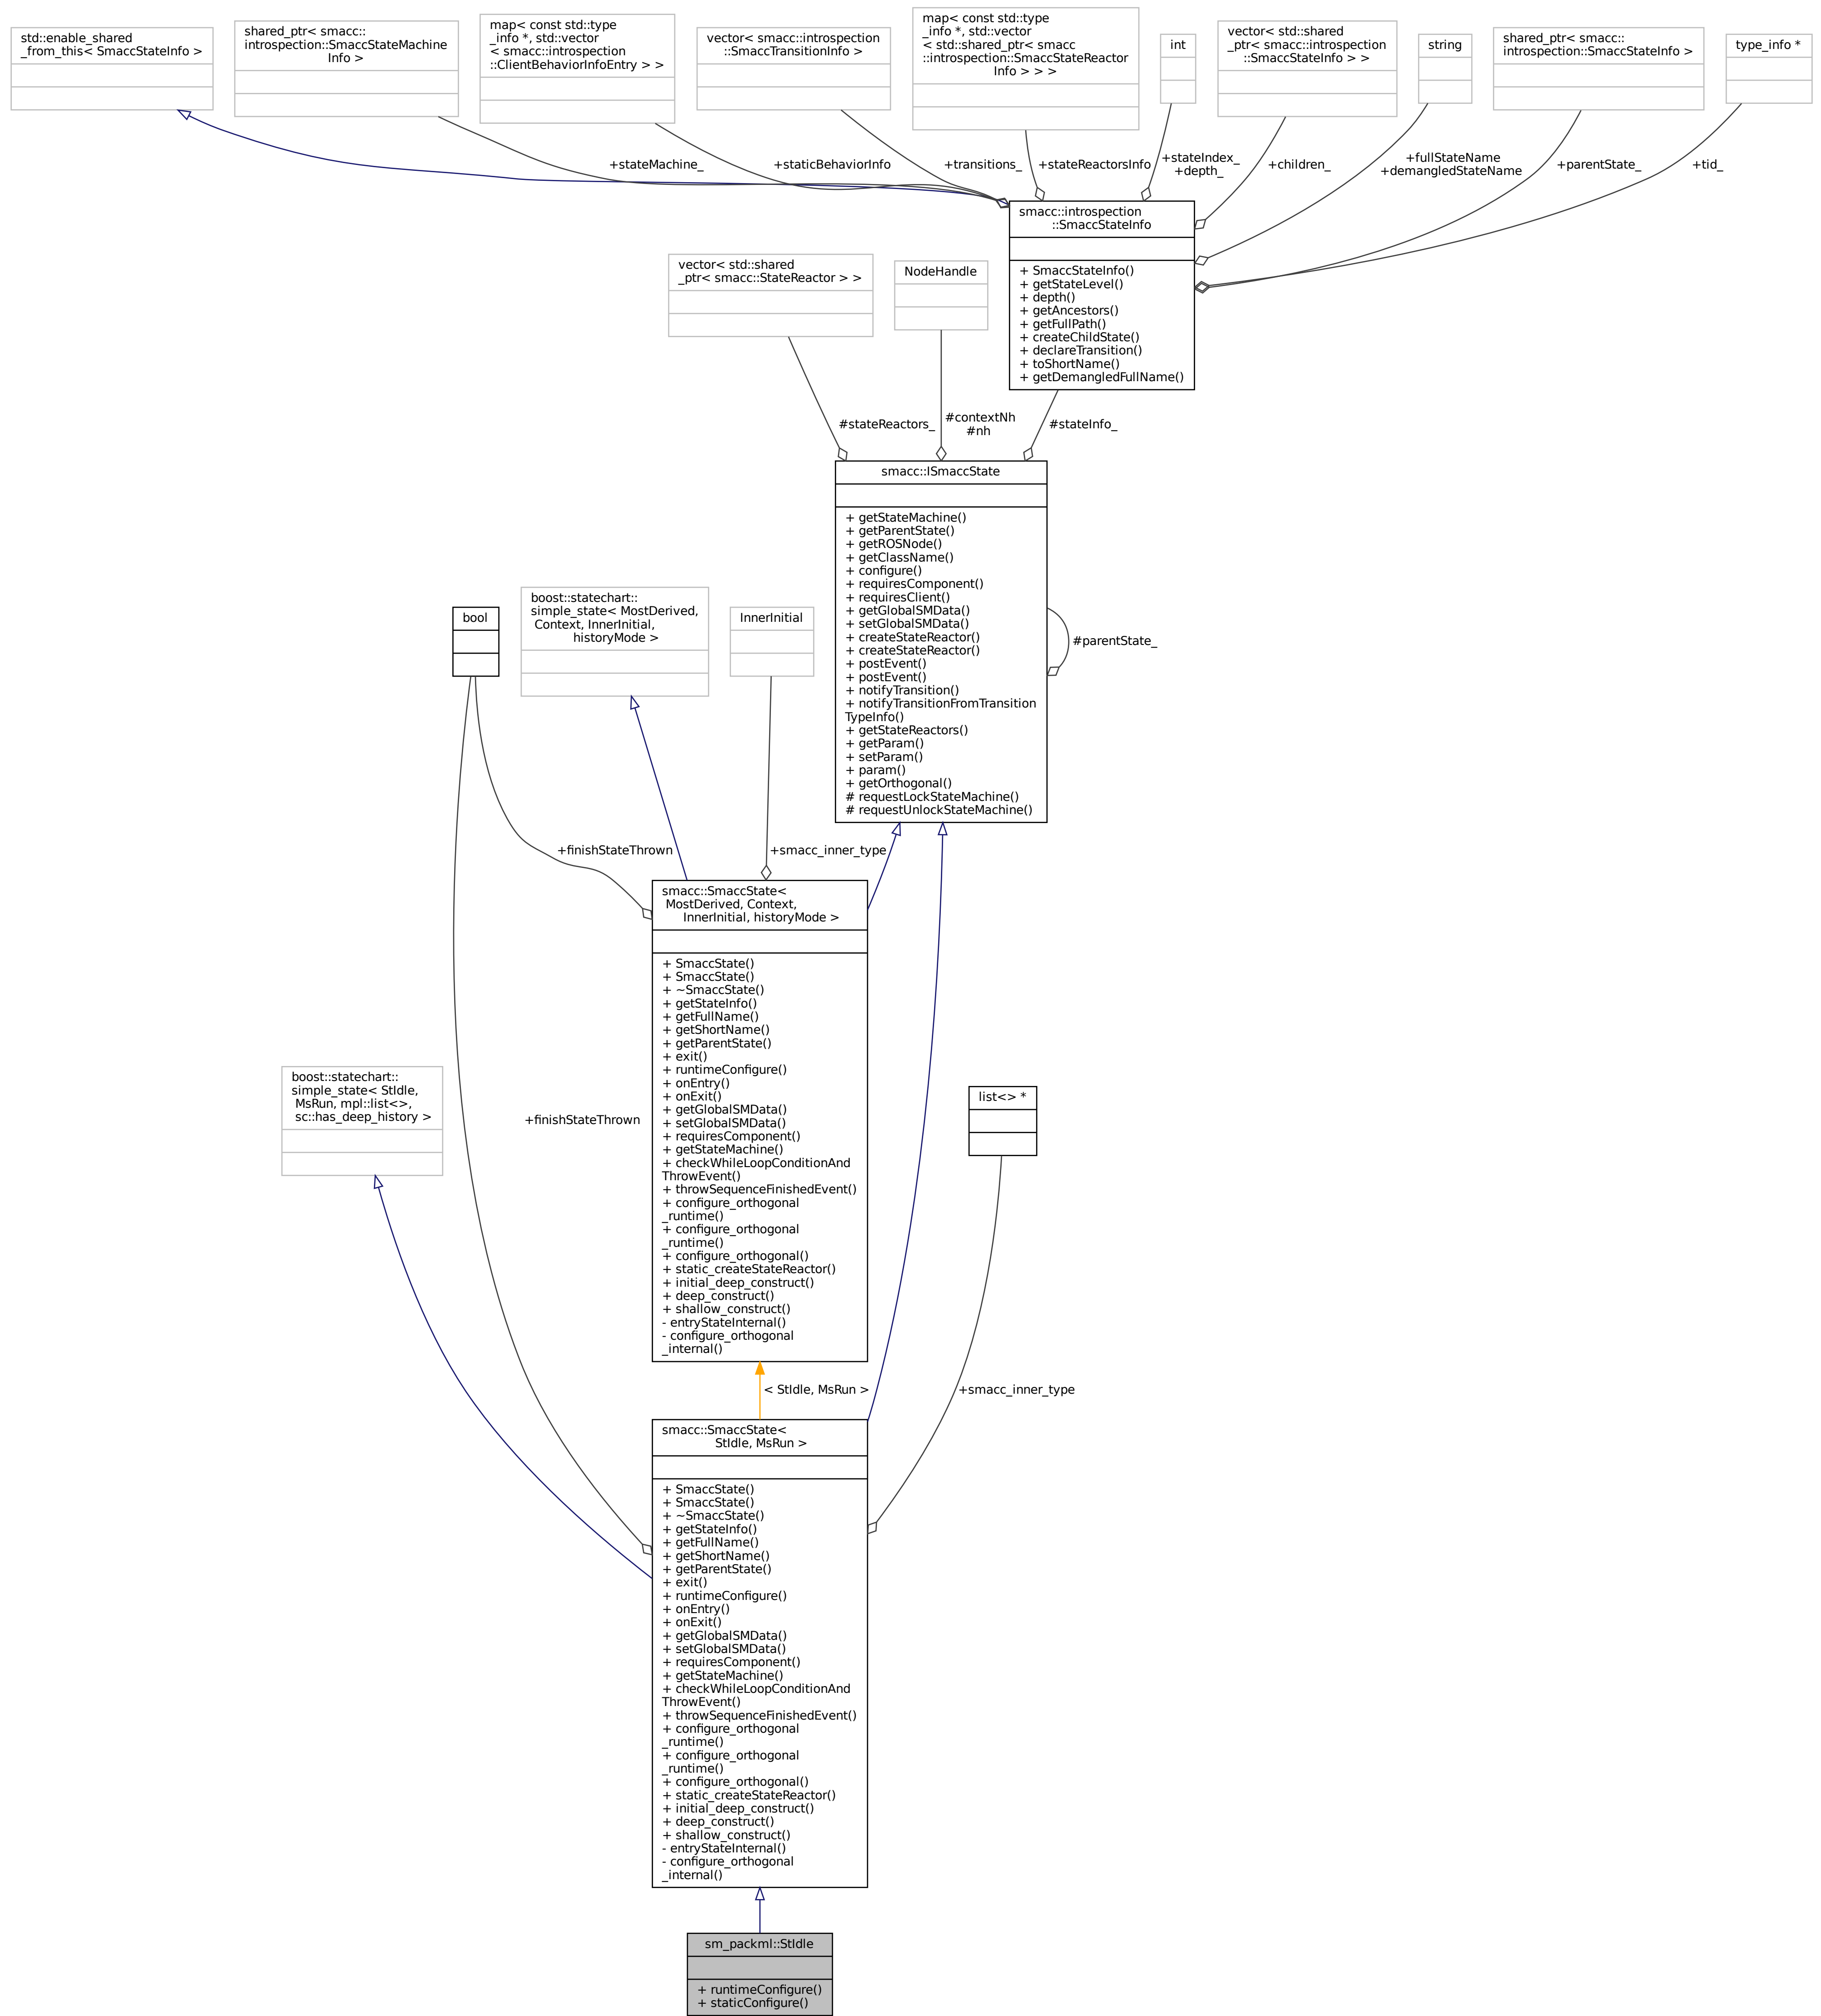 std::enable_shared
_from_this< SmaccStateInfo >
shared_ptr< smacc::
introspection::SmaccStateMachine
Info >
map< const std::type
_info *, std::vector
< smacc::introspection
::ClientBehaviorInfoEntry > >
vector< smacc::introspection
::SmaccTransitionInfo >
map< const std::type
_info *, std::vector
< std::shared_ptr< smacc
::introspection::SmaccStateReactor
Info > > >
int
vector< std::shared
_ptr< smacc::introspection
::SmaccStateInfo > >
string
shared_ptr< smacc::
introspection::SmaccStateInfo >
type_info *
+stateMachine_
+staticBehaviorInfo
+transitions_
+stateReactorsInfo
+stateIndex_
+depth_
+children_
+fullStateName
+demangledStateName
+parentState_
+tid_
smacc::introspection
::SmaccStateInfo
+ SmaccStateInfo()
+ getStateLevel()
+ depth()
+ getAncestors()
+ getFullPath()
+ createChildState()
+ declareTransition()
+ toShortName()
+ getDemangledFullName()
vector< std::shared
_ptr< smacc::StateReactor > >
NodeHandle
#stateReactors_
#contextNh
#nh
#stateInfo_
smacc::ISmaccState
+ getStateMachine()
+ getParentState()
+ getROSNode()
+ getClassName()
+ configure()
+ requiresComponent()
+ requiresClient()
+ getGlobalSMData()
+ setGlobalSMData()
+ createStateReactor()
+ createStateReactor()
+ postEvent()
+ postEvent()
+ notifyTransition()
+ notifyTransitionFromTransition
TypeInfo()
+ getStateReactors()
+ getParam()
+ setParam()
+ param()
+ getOrthogonal()
# requestLockStateMachine()
# requestUnlockStateMachine()
#parentState_
bool
boost::statechart::
simple_state< MostDerived,
Context, InnerInitial,
historyMode >
InnerInitial
+finishStateThrown
+smacc_inner_type
smacc::SmaccState<
MostDerived, Context,
InnerInitial, historyMode >
+ SmaccState()
+ SmaccState()
+ ~SmaccState()
+ getStateInfo()
+ getFullName()
+ getShortName()
+ getParentState()
+ exit()
+ runtimeConfigure()
+ onEntry()
+ onExit()
+ getGlobalSMData()
+ setGlobalSMData()
+ requiresComponent()
+ getStateMachine()
+ checkWhileLoopConditionAnd
ThrowEvent()
+ throwSequenceFinishedEvent()
+ configure_orthogonal
_runtime()
+ configure_orthogonal
_runtime()
+ configure_orthogonal()
+ static_createStateReactor()
+ initial_deep_construct()
+ deep_construct()
+ shallow_construct()
- entryStateInternal()
- configure_orthogonal
_internal()
boost::statechart::
simple_state< StIdle,
MsRun, mpl::list<>,
sc::has_deep_history >
+finishStateThrown
list<> *
< StIdle, MsRun >
+smacc_inner_type
smacc::SmaccState<
StIdle, MsRun >
+ SmaccState()
+ SmaccState()
+ ~SmaccState()
+ getStateInfo()
+ getFullName()
+ getShortName()
+ getParentState()
+ exit()
+ runtimeConfigure()
+ onEntry()
+ onExit()
+ getGlobalSMData()
+ setGlobalSMData()
+ requiresComponent()
+ getStateMachine()
+ checkWhileLoopConditionAnd
ThrowEvent()
+ throwSequenceFinishedEvent()
+ configure_orthogonal
_runtime()
+ configure_orthogonal
_runtime()
+ configure_orthogonal()
+ static_createStateReactor()
+ initial_deep_construct()
+ deep_construct()
+ shallow_construct()
- entryStateInternal()
- configure_orthogonal
_internal()
sm_packml::StIdle
+ runtimeConfigure()
+ staticConfigure()